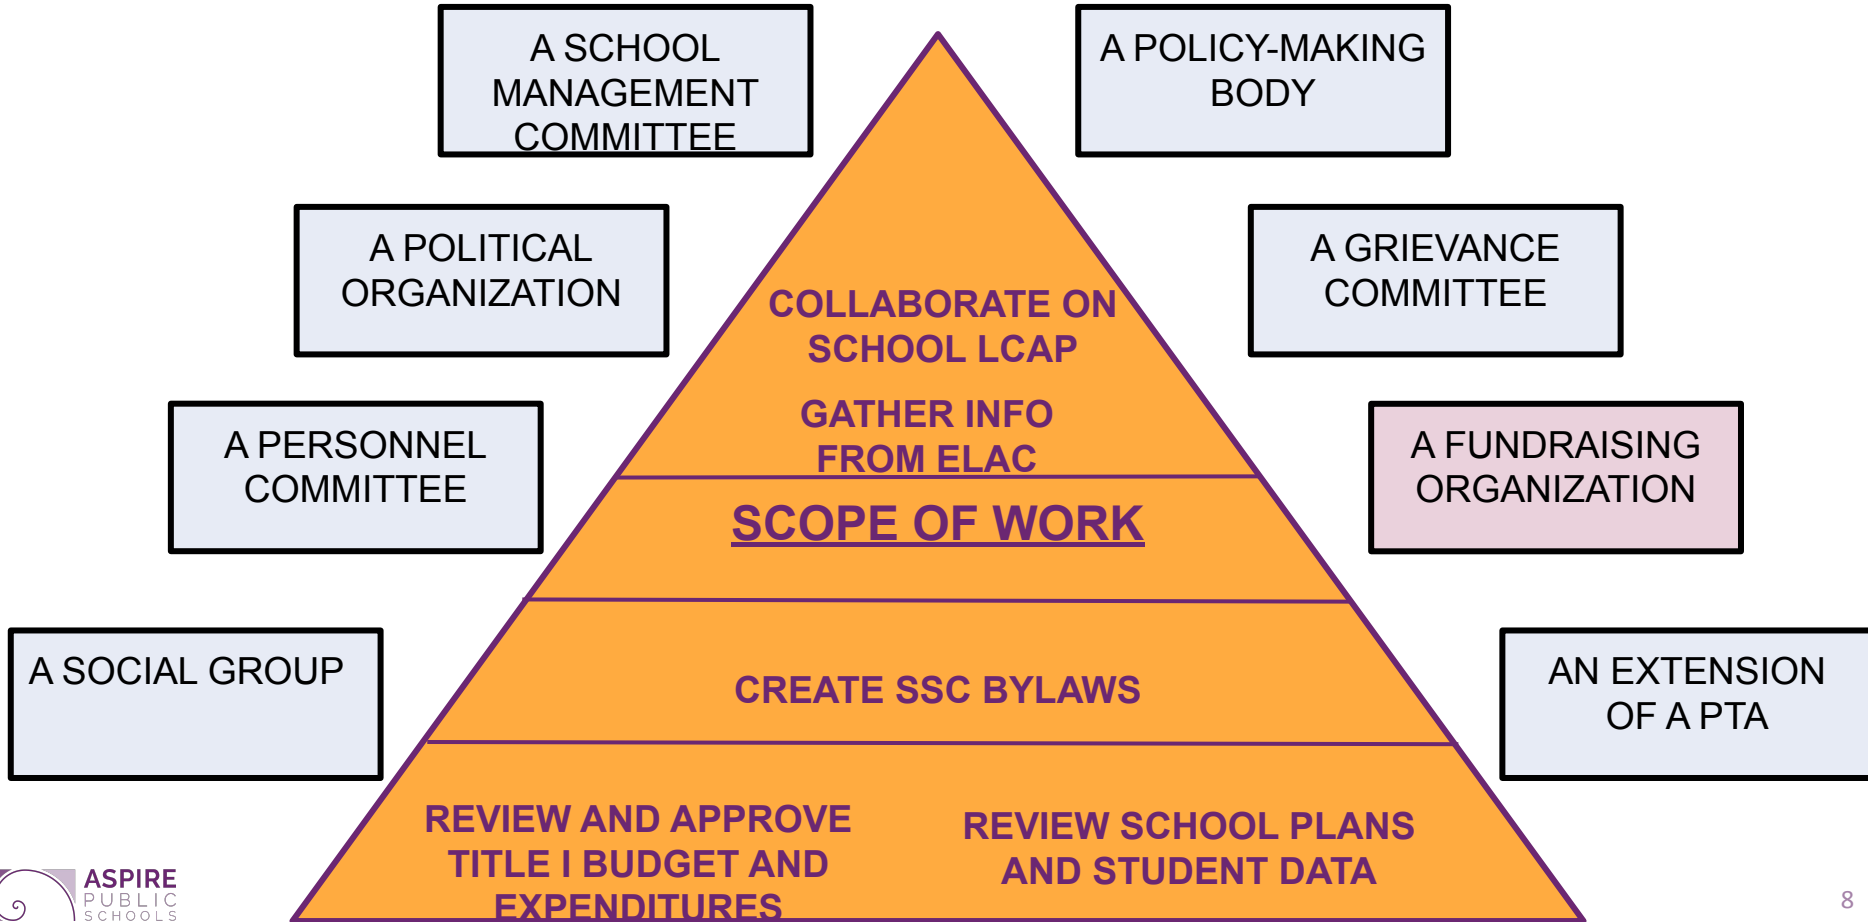 A SCHOOL
MANAGEMENT
COMMITTEE
A POLICY-MAKING
BODY
A POLITICAL
ORGANIZATION
A GRIEVANCE
COMMITTEE
COLLABORATE ON
SCHOOL LCAP
GATHER INFO
FROM ELAC
A PERSONNEL
COMMITTEE
A FUNDRAISING
ORGANIZATION
SCOPE OF WORK
A SOCIAL GROUP
CREATE SSC BYLAWS
AN EXTENSION
OF A PTA
REVIEW AND APPROVE
TITLE I BUDGET AND
EXPENDITURES
REVIEW SCHOOL PLANS
AND STUDENT DATA
ASPIRE
PUBLIC
SCHOOLS
8